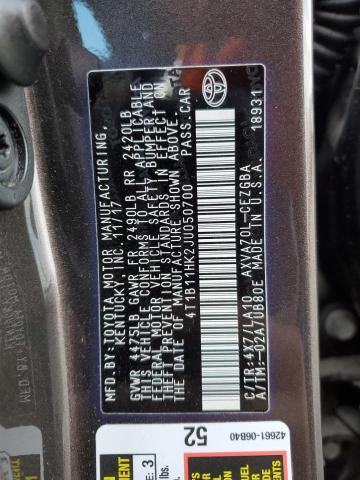 MFD. BY:TOYOTA MOTOR MANUFACTURING,
KENTUCKY, INC. 11/17
GVWR 4475LB GAWR FR 2490LB RR 2420LB
THIS VEHICLE CONFORMS TO ALL APPLICABLE
FEDERAL MOTOR VEHICLE SAFETY, BUMPER, AND
THEFT PREVENTION STANDARDS IN EFFECT ON
THE DATE OF MANUFACTURE SHOWN ABOVE.
4T1B11HK2JU050700 PASS.CAR
C/TR:4X7/LA10 AXVA70L-CEZGBA
A/TM:-02A/UB80E MADE IN U.S.A. 18931
52
42661-06B40